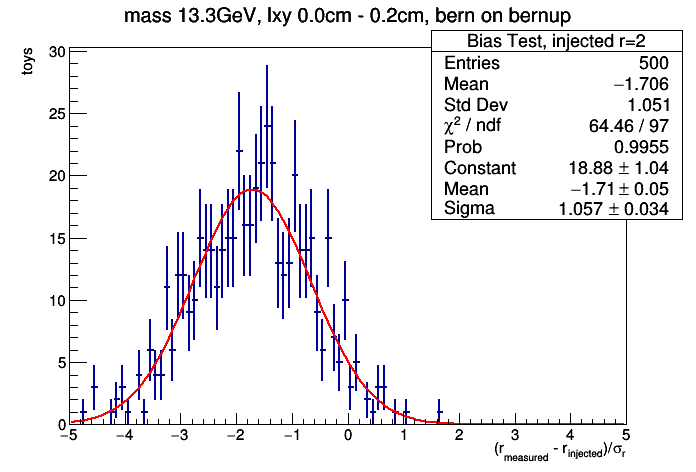 mass 13.3GeV, lxy 0.0cm - 0.2cm, bern on bernup
Bias Test, injected r=2
Entries 500
Mean −1.706
Std Dev 1.051
χ² / ndf 64.46 / 97
Prob 0.9955
Constant 18.88 ± 1.04
Mean −1.71 ± 0.05
Sigma 1.057 ± 0.034
toys
30
25
20
15
10
5
0
−5 −4 −3 −2 −1 0 1 2 3 4 5
(r_measured - r_injected)/σ_r